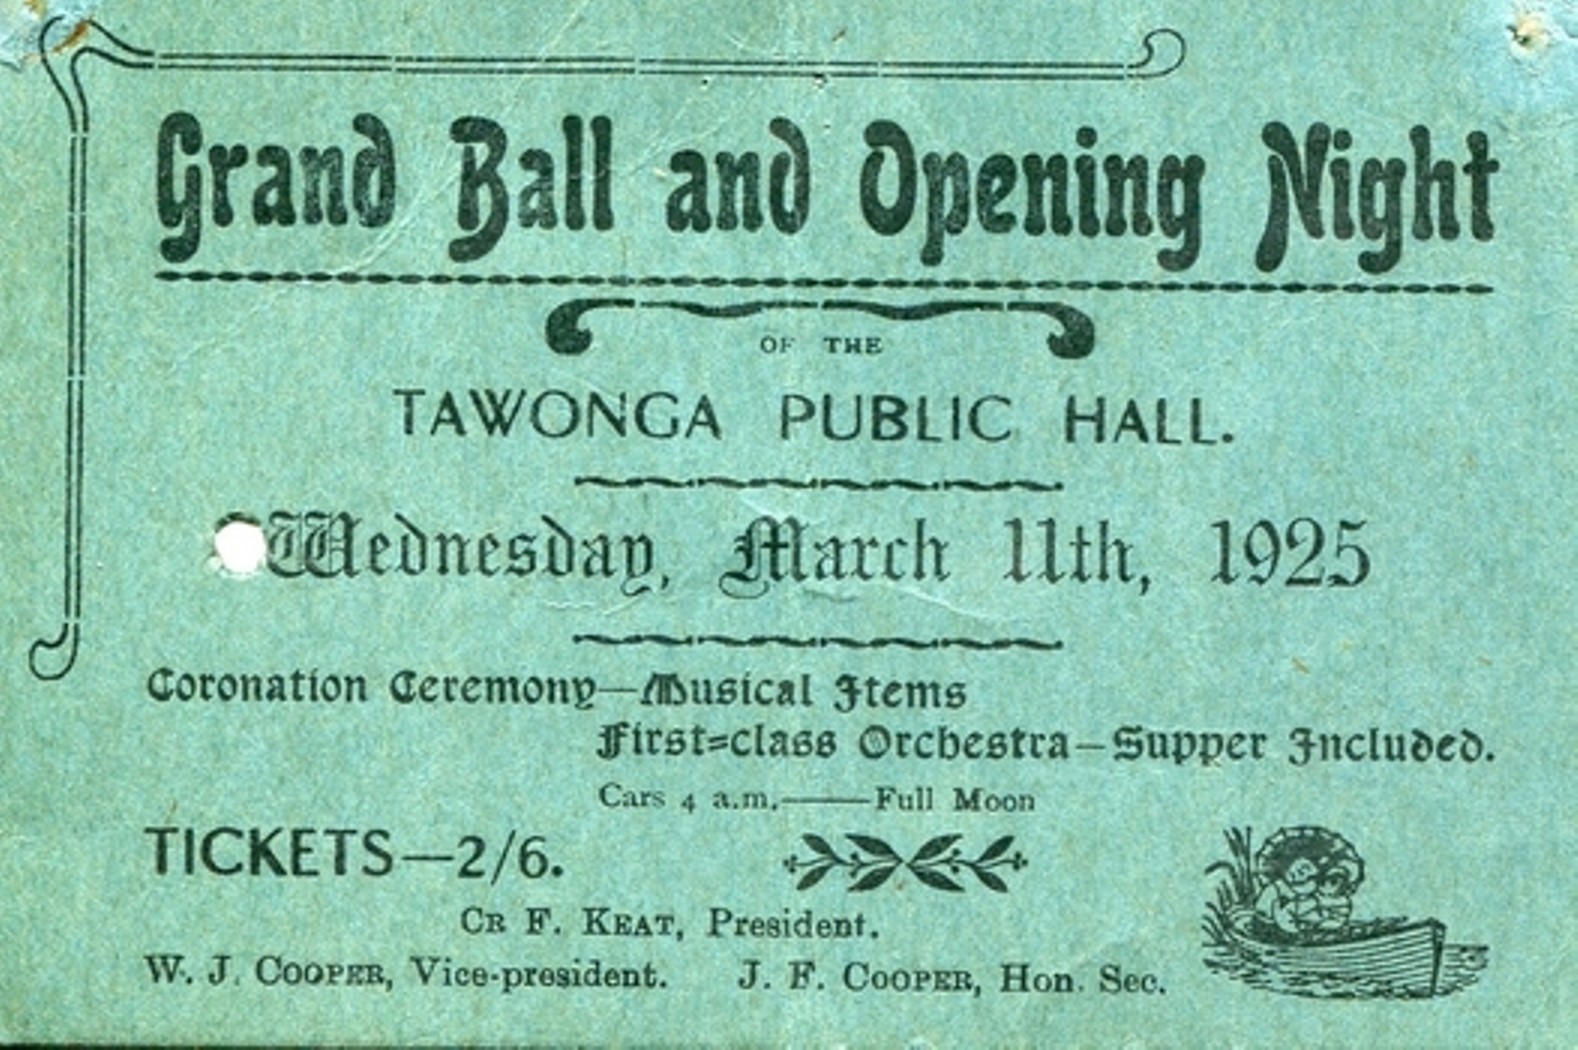 Grand Ball and Opening Night
OF THE
TAWONGA PUBLIC HALL.
Wednesday, March 11th, 1925
Coronation Ceremony—Musical Items
First=class Orchestra—Supper Included.
Cars 4 a.m.——Full Moon
TICKETS—2/6.
CR F. KEAT, President.
W. J. COOPER, Vice-president. J. F. COOPER, Hon. Sec.